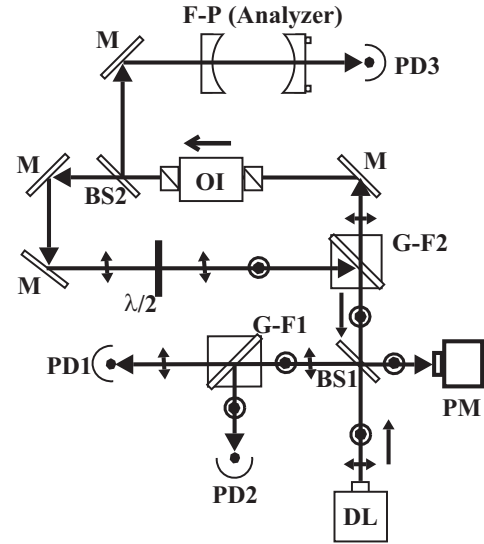 F-P (Analyzer)
M
PD3
M
BS2
OI
M
G-F2
M
λ/2
G-F1
PD1
BS1
PM
PD2
DL